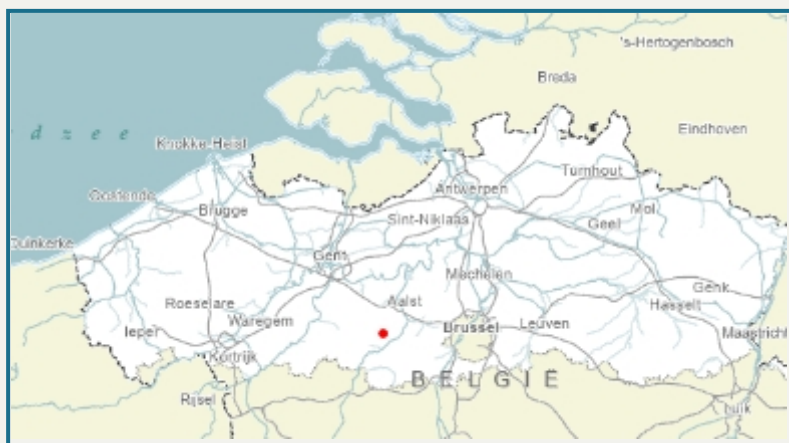 's-Hertogenbosch
Breda
Eindhoven
d z e e
Knokke-Heist
Turnhout
Antwerpen
Oostende
Brugge
Sint-Niklaas
Geel
Mol
Duinkerke
Gent
Mechelen
Genk
Roeselare
Aalst
Hasselt
Ieper
Waregem
Brussel
Leuven
Maastricht
Kortrijk
BELGIË
Rijsel
Luik